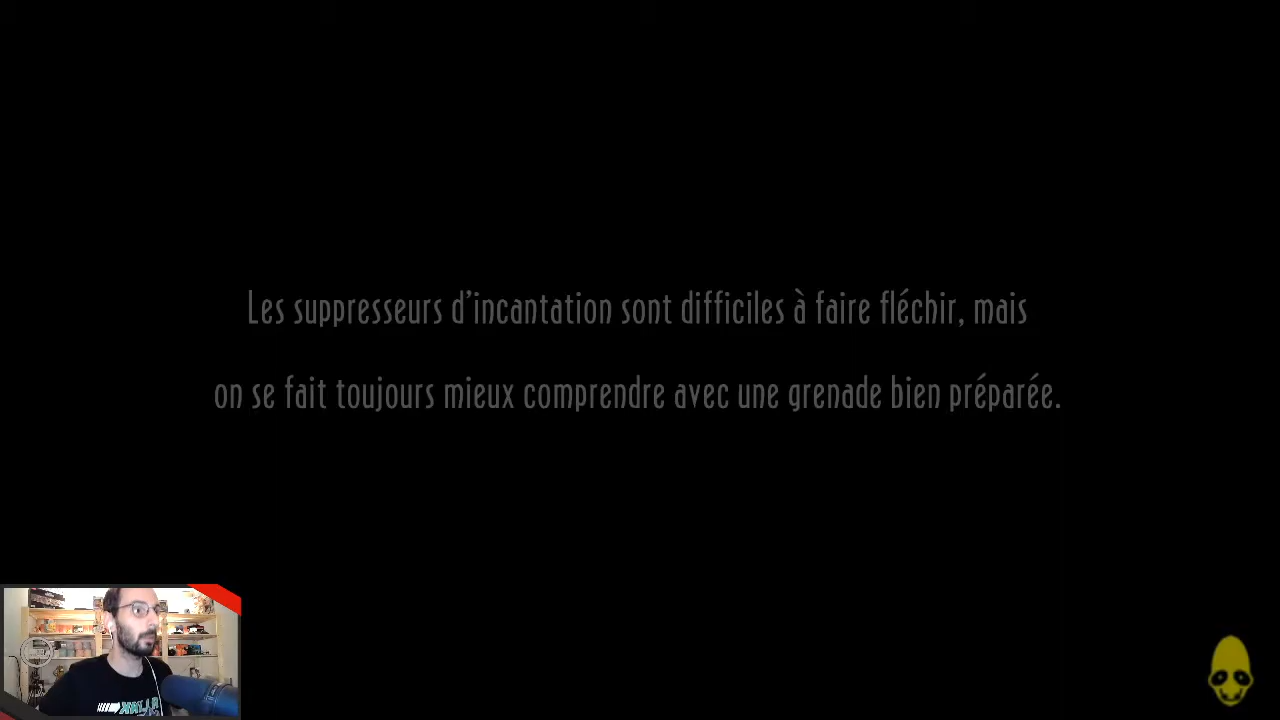 Les suppresseurs d'incantation sont difficiles à faire fléchir, mais
on se fait toujours mieux comprendre avec une grenade bien préparée.